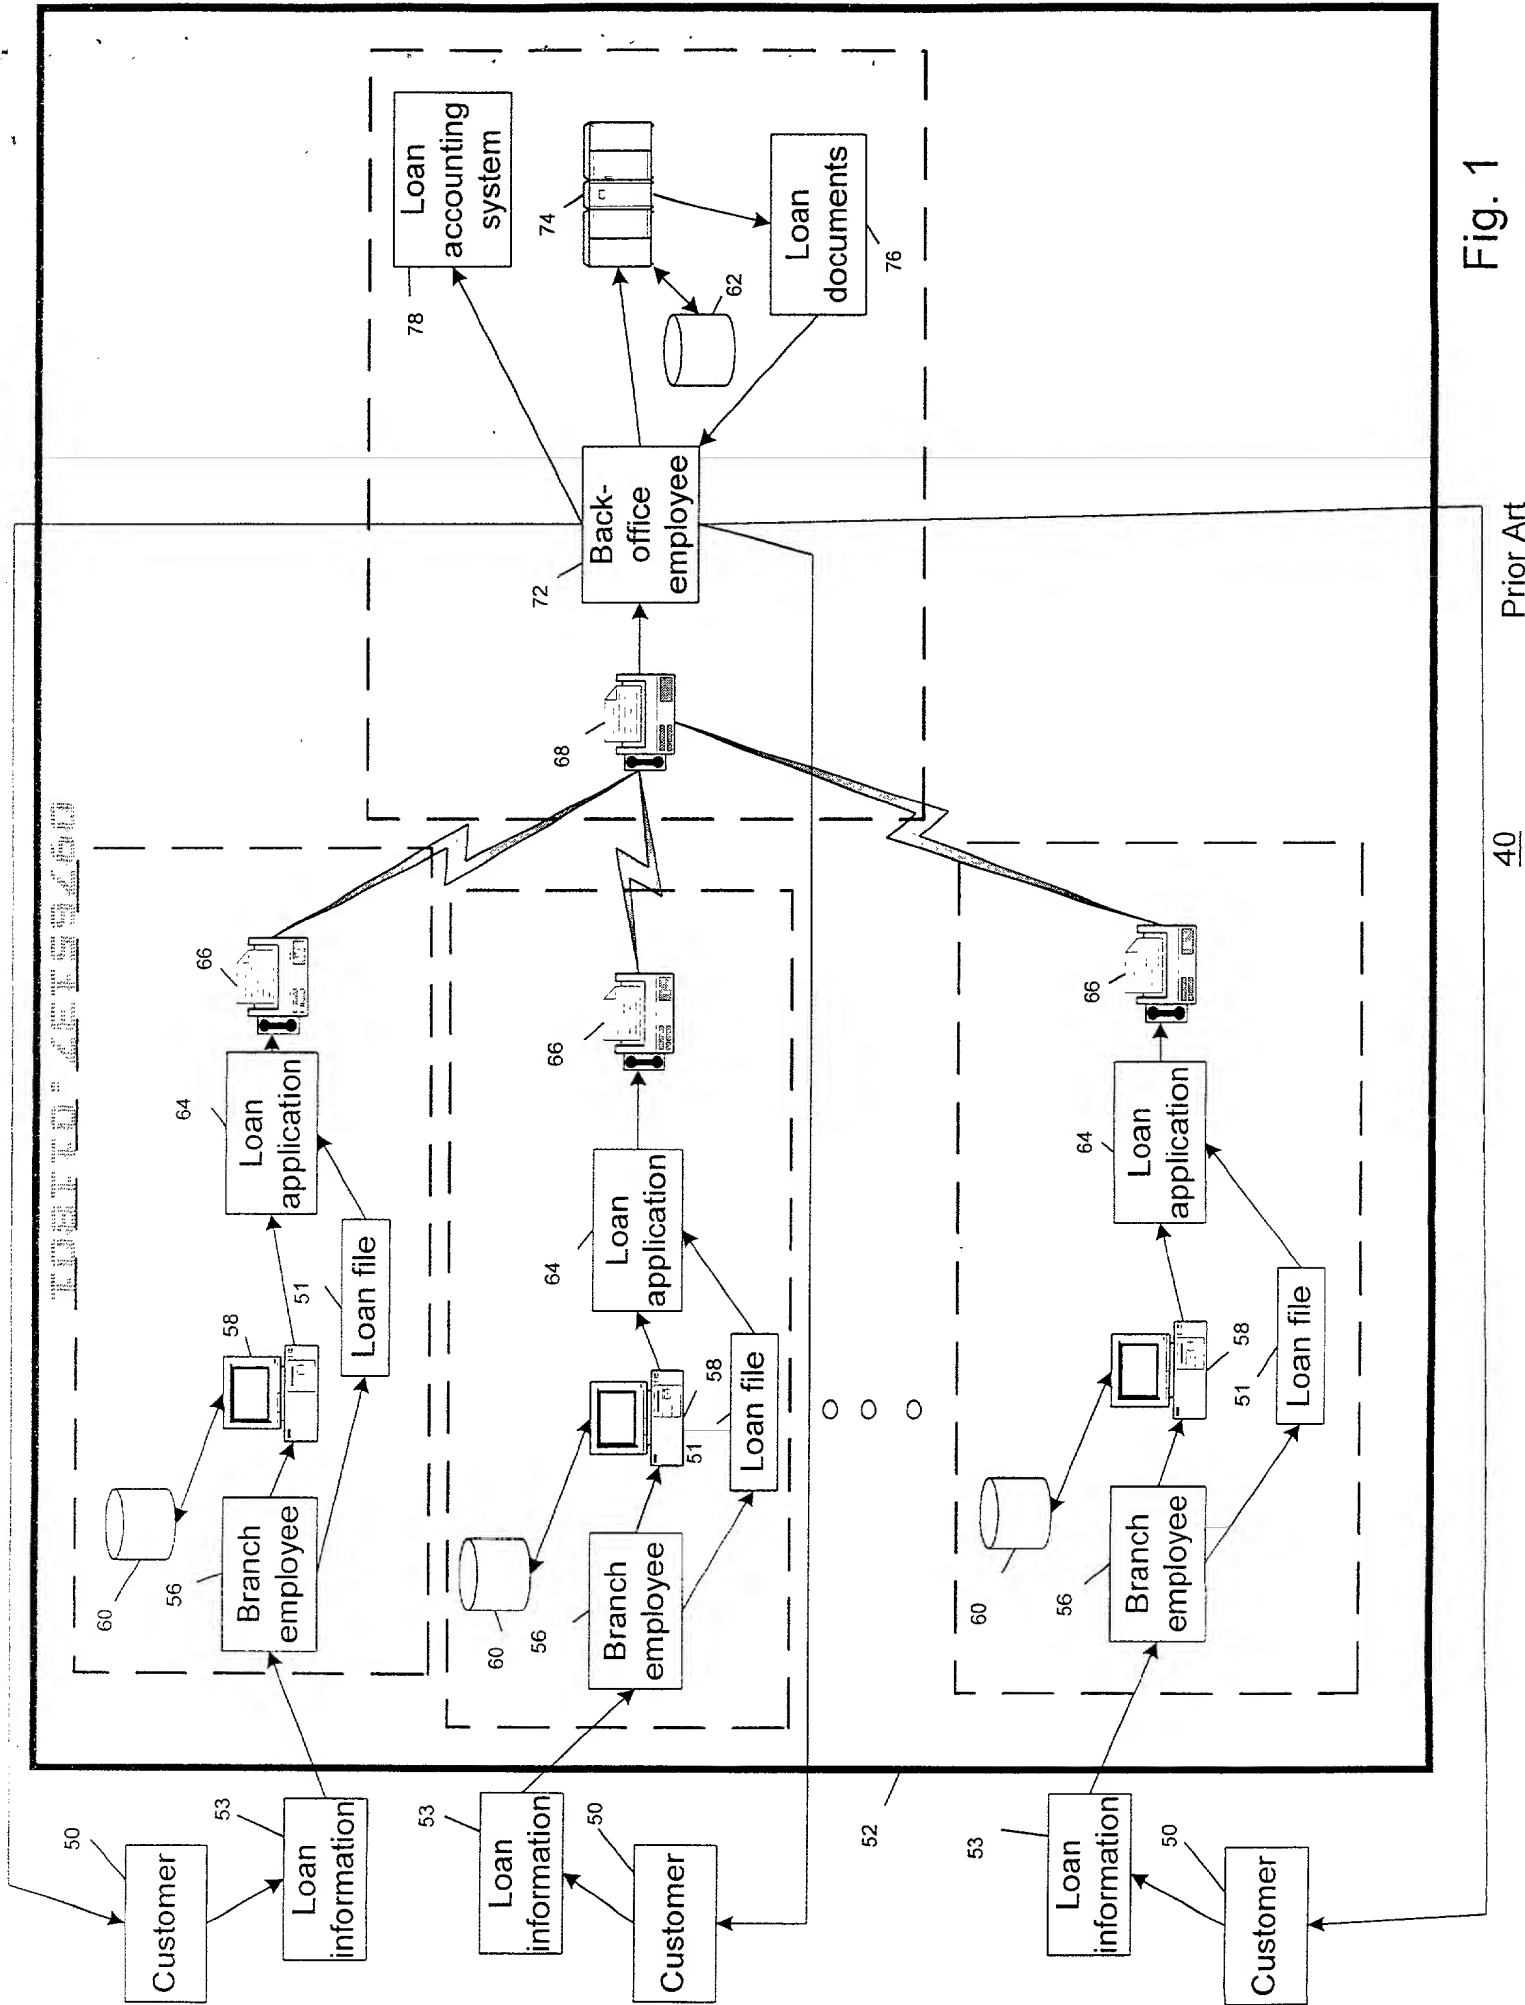 50
Customer
53
Loan
information
60
56
Branch
employee
58
51
Loan file
64
Loan
application
66
53
Loan
information
50
Customer
60
56
Branch
employee
58
51
Loan file
64
Loan
application
66
52
53
Loan
information
50
Customer
60
56
Branch
employee
58
51
Loan file
64
Loan
application
66
68
72
Back-
office
employee
78
Loan
accounting
system
74
62
Loan
documents
76
40
Prior Art
Fig. 1